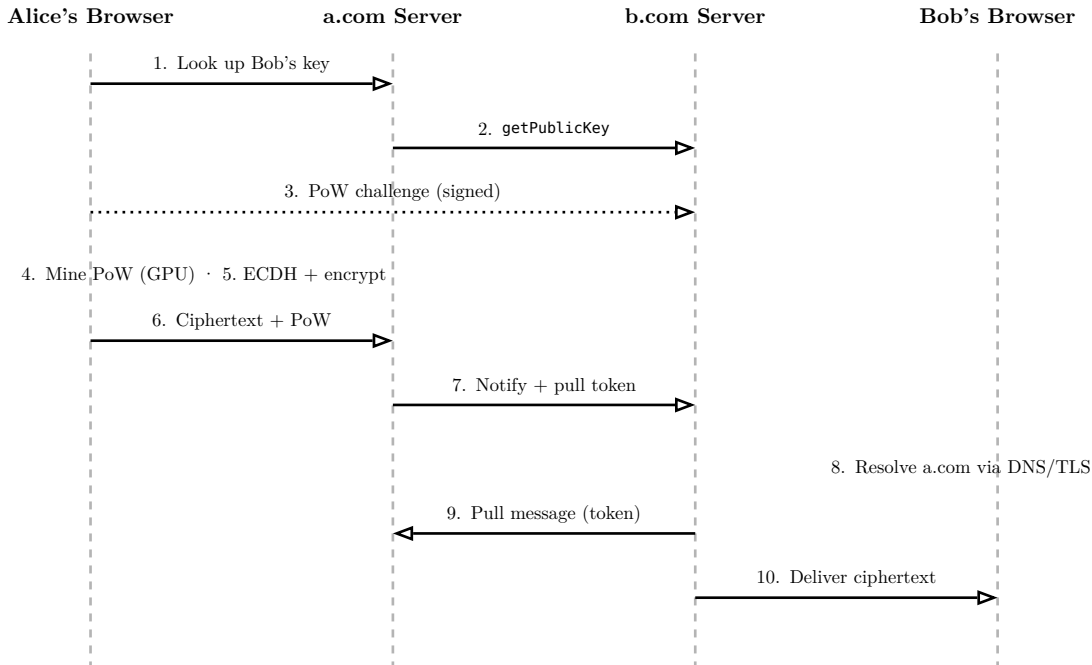 Alice's Browser
a.com Server
b.com Server
Bob's Browser
1. Look up Bob's key
2. getPublicKey
3. PoW challenge (signed)
4. Mine PoW (GPU) · 5. ECDH + encrypt
6. Ciphertext + PoW
7. Notify + pull token
8. Resolve a.com via DNS/TLS
9. Pull message (token)
10. Deliver ciphertext